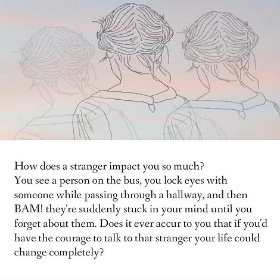 How does a stranger impact you so much?
You see a person on the bus, you lock eyes with
someone while passing through a hallway, and then
BAM! they're suddenly stuck in your mind until you
forget about them. Does it ever accur to you that if you'd
have the courage to talk to that stranger your life could
change completely?